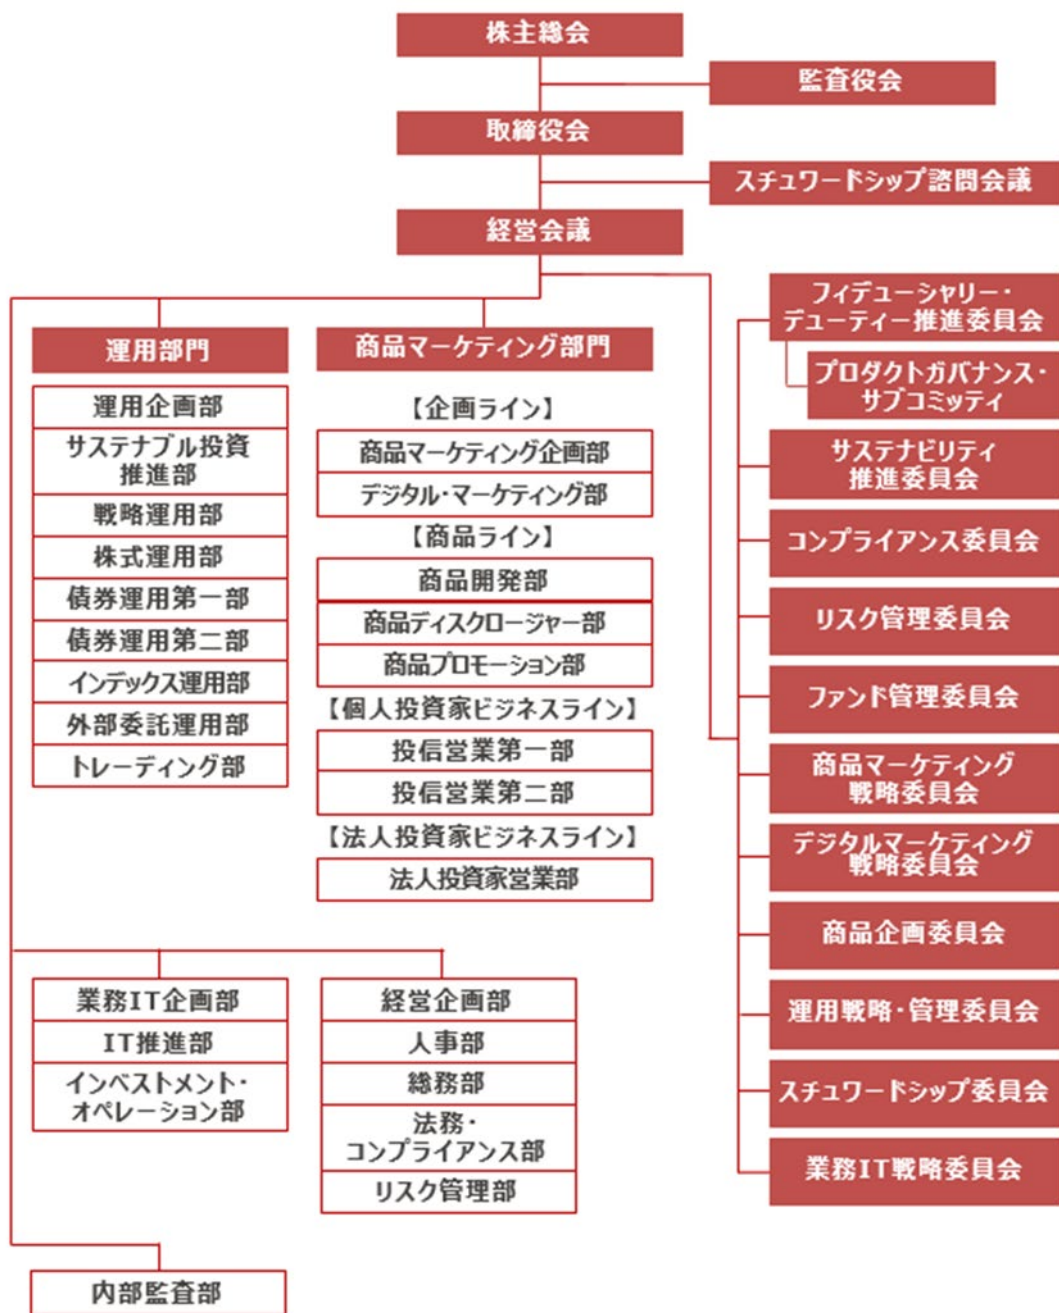 株主総会
監査役会
取締役会
スチュワードシップ諮問会議
経営会議
運用部門
運用企画部
サステナブル投資
推進部
戦略運用部
株式運用部
債券運用第一部
債券運用第二部
インデックス運用部
外部委託運用部
トレーディング部
商品マーケティング部門
【企画ライン】
商品マーケティング企画部
デジタル・マーケティング部
【商品ライン】
商品開発部
商品ディスクロージャー部
商品プロモーション部
【個人投資家ビジネスライン】
投信営業第一部
投信営業第二部
【法人投資家ビジネスライン】
法人投資家営業部
フィデューシャリー・
デューティー推進委員会
プロダクトガバナンス・
サブコミッティ
サステナビリティ
推進委員会
コンプライアンス委員会
リスク管理委員会
ファンド管理委員会
商品マーケティング
戦略委員会
デジタルマーケティング
戦略委員会
商品企画委員会
運用戦略・管理委員会
スチュワードシップ委員会
業務IT戦略委員会
業務IT企画部
IT推進部
インベストメント・
オペレーション部
経営企画部
人事部
総務部
法務・
コンプライアンス部
リスク管理部
内部監査部